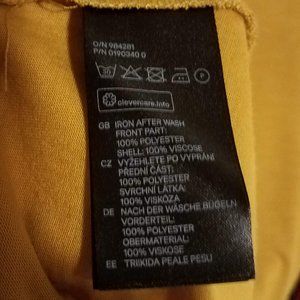 O/N 984281
P/N 0190340 0
clevercare.info
GB IRON AFTER WASH
FRONT PART:
100% POLYESTER
SHELL: 100% VISCOSE
CZ VYŽEHLETE PO VYPRÁNÍ
PŘEDNÍ ČÁST:
100% POLYESTER
SVRCHNÍ LÁTKA:
100% VISKÓZA
DE NACH DER WÄSCHE BÜGELN
VORDERTEIL:
100% POLYESTER
OBERMATERIAL:
100% VISKOSE
EE TRIIKIDA PEALE PESU